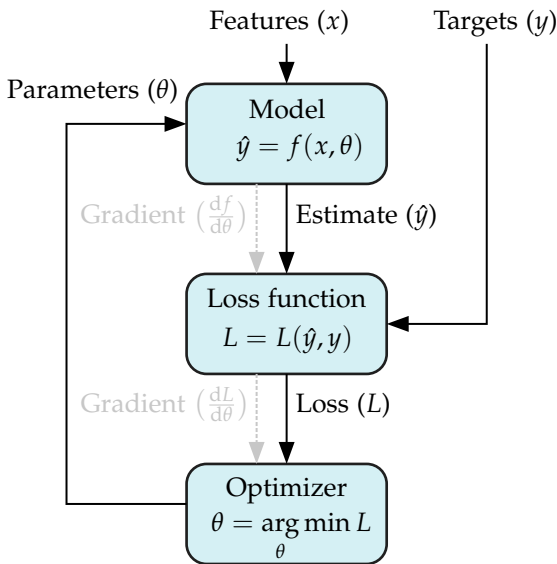 Features (x)
Targets (y)
Parameters (θ)
Model
ŷ = f(x, θ)
Gradient (df/dθ)
Estimate (ŷ)
Loss function
L = L(ŷ, y)
Gradient (dL/dθ)
Loss (L)
Optimizer
θ = arg min L
θ